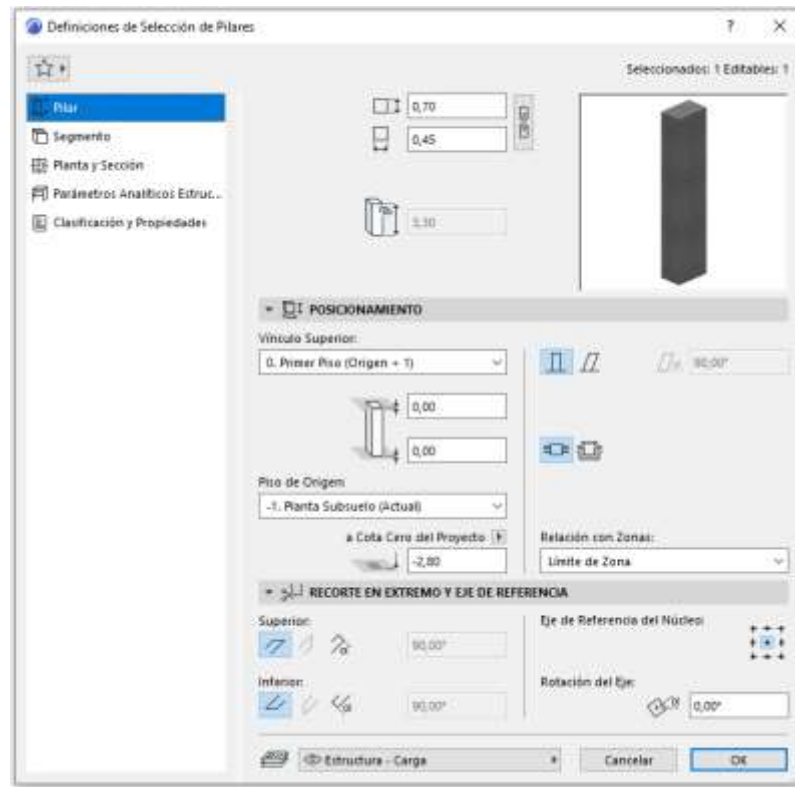 Definiciones de Selección de Pilares
?
Seleccionados: 1 Editables: 1
Pilar
Segmento
Planta y Sección
Parámetros Analíticos Estruc...
Clasificación y Propiedades
0,70
0,45
3,30
POSICIONAMIENTO
Vínculo Superior:
0. Primer Piso (Origen + 1)
90,00°
0,00
0,00
Piso de Origen:
-1. Planta Subsuelo (Actual)
a Cota Cero del Proyecto
-2,80
Relación con Zonas:
Límite de Zona
RECORTE EN EXTREMO Y EJE DE REFERENCIA
Superior:
90,00°
Eje de Referencia del Núcleo:
Inferior:
90,00°
Rotación del Eje:
0,00°
Estructura - Carga
Cancelar
OK